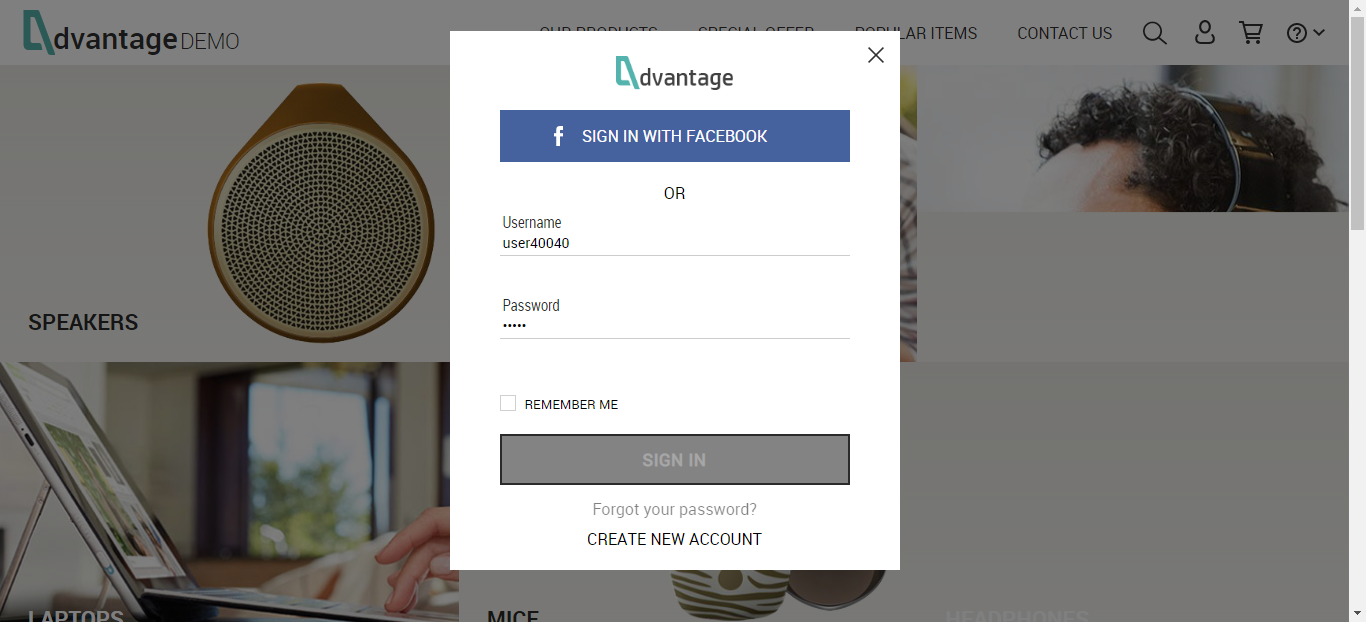 dvantage DEMO
OUR PRODUCTS SPECIAL OFFER POPULAR ITEMS CONTACT US
dvantage
SIGN IN WITH FACEBOOK
OR
Username
user40040
Password
•••••
REMEMBER ME
SIGN IN
Forgot your password?
CREATE NEW ACCOUNT
SPEAKERS
LAPTOPS
MICE
HEADPHONES